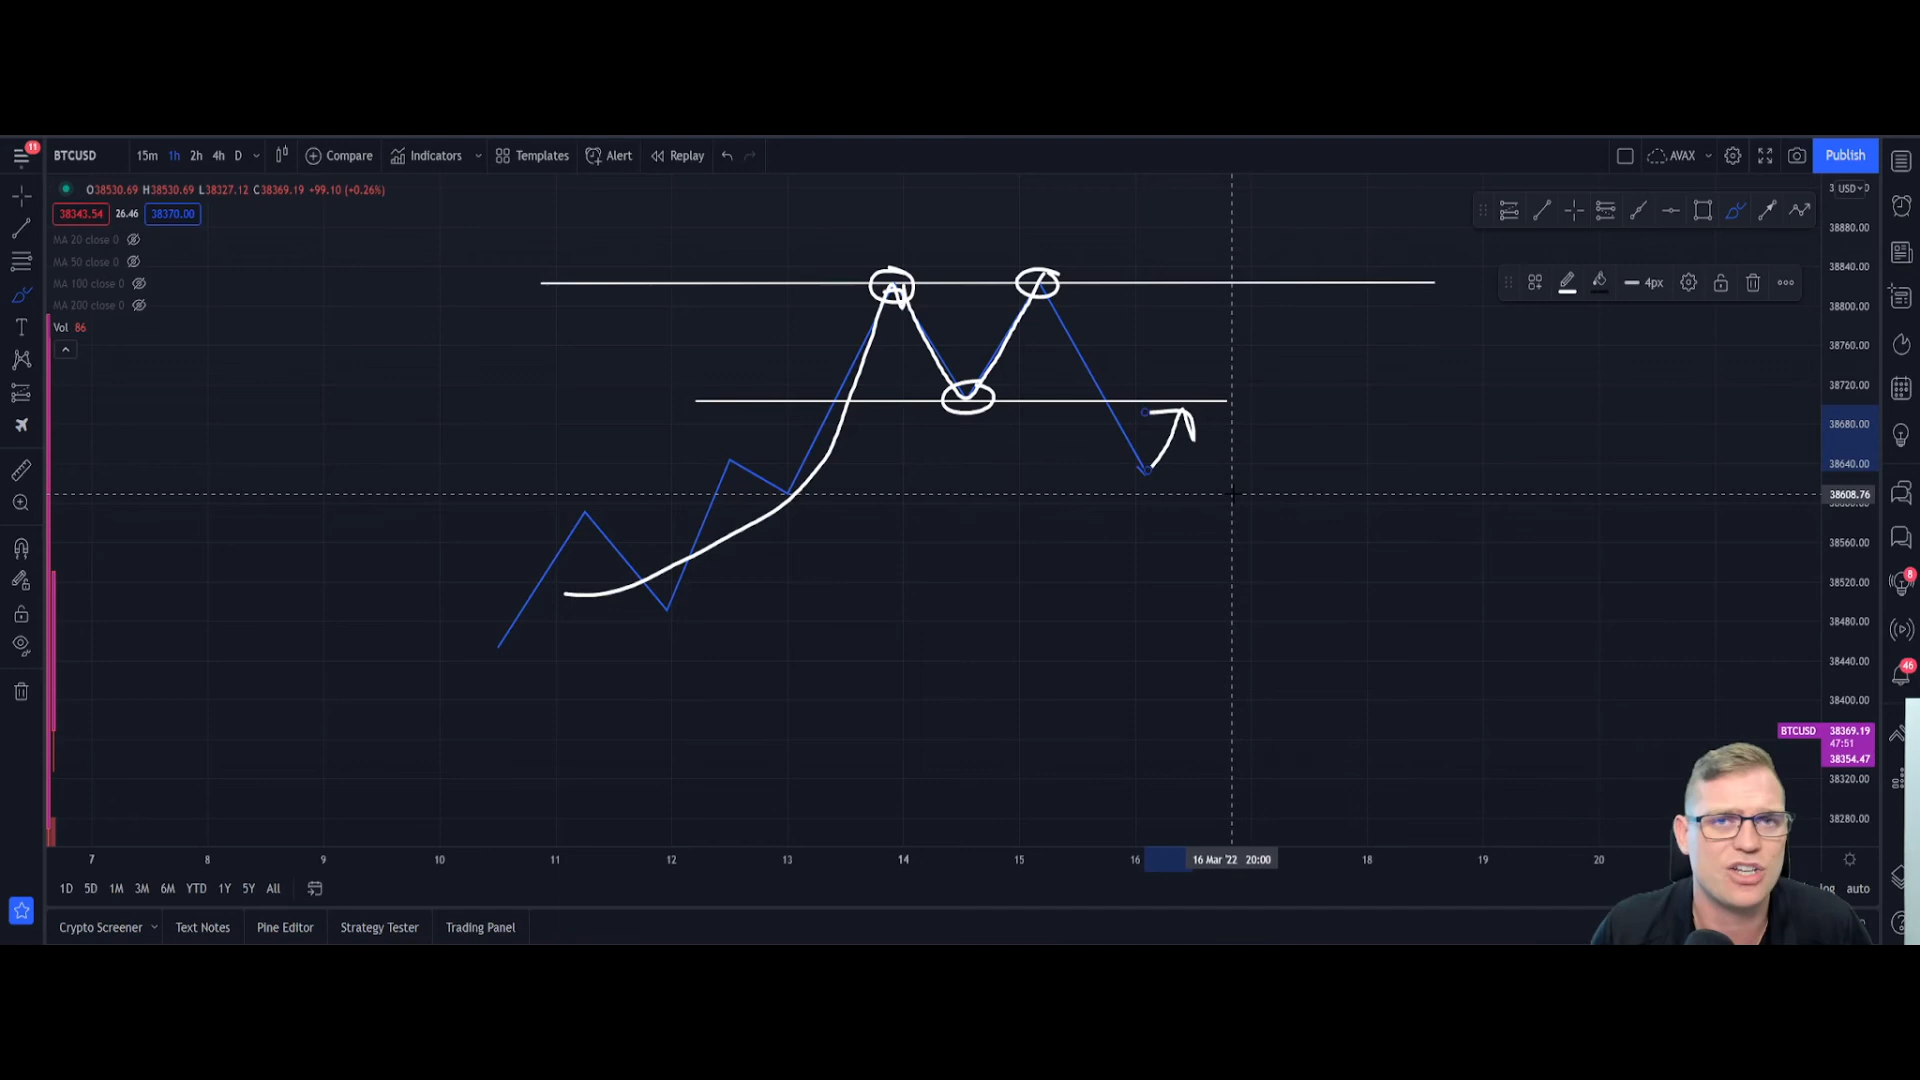 11
BTCUSD 15m 1h 2h 4h D Compare Indicators Templates Alert Replay AVAX Publish
O38530.69 H38530.69 L38327.12 C38369.19 +99.10 (+0.26%)
USD
38343.54 26.46 38370.00
38880.00
MA 20 close 0
MA 50 close 0
38840.00
MA 100 close 0
4px
MA 200 close 0
38800.00
Vol 86
38760.00
38720.00
38680.00
38640.00
38608.76
38560.00
38520.00
8
38480.00
38440.00
46
38400.00
BTCUSD 38369.19
47:51
38354.47
38320.00
38280.00
7 8 9 10 11 12 13 14 15 16 16 Mar '22 20:00 18 19 20
1D 5D 1M 3M 6M YTD 1Y 5Y All log auto
Crypto Screener Text Notes Pine Editor Strategy Tester Trading Panel